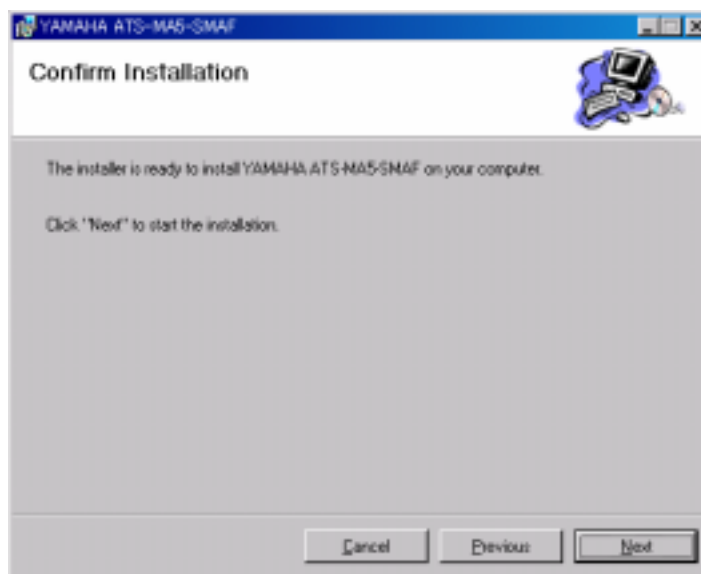 YAMAHA ATS-MA5-SMAF
Confirm Installation
The installer is ready to install YAMAHA ATS-MA5-SMAF on your computer.
Click "Next" to start the installation.
Cancel
Previous
Next